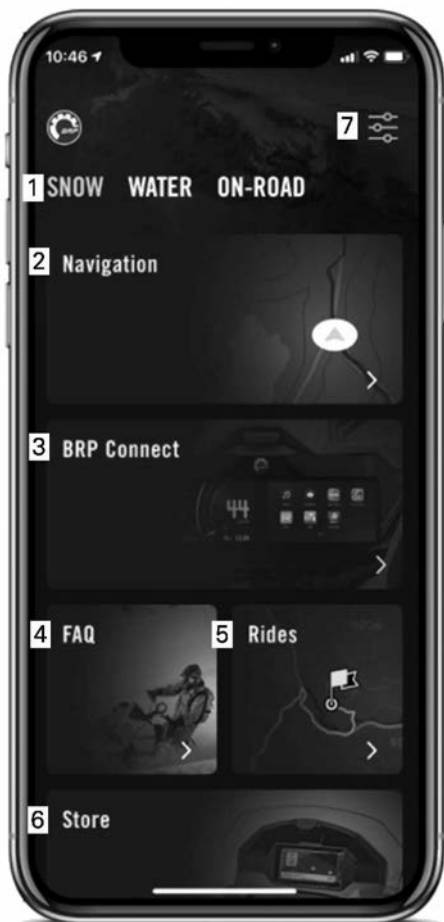 10:46
7
1 SNOW WATER ON-ROAD
2 Navigation
3 BRP Connect
44
4 FAQ
5 Rides
6 Store